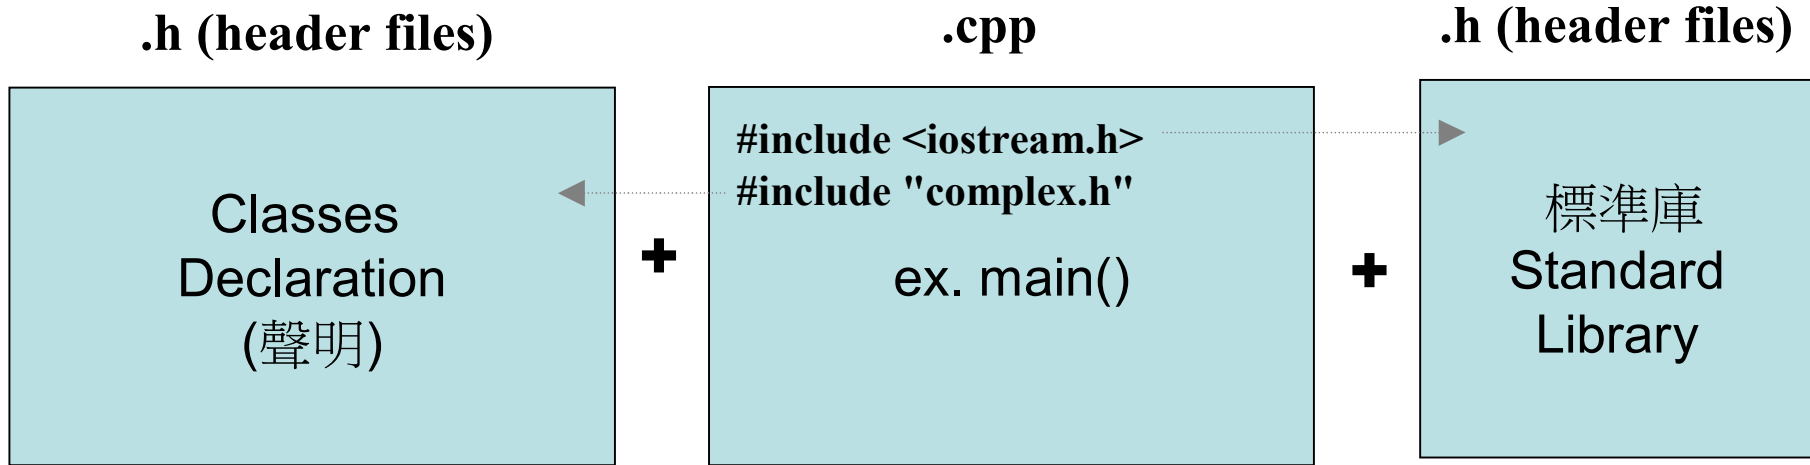 .h (header files)
Classes
Declaration
(聲明)
.cpp
#include <iostream.h>
#include "complex.h"
ex. main()
.h (header files)
標準庫
Standard
Library